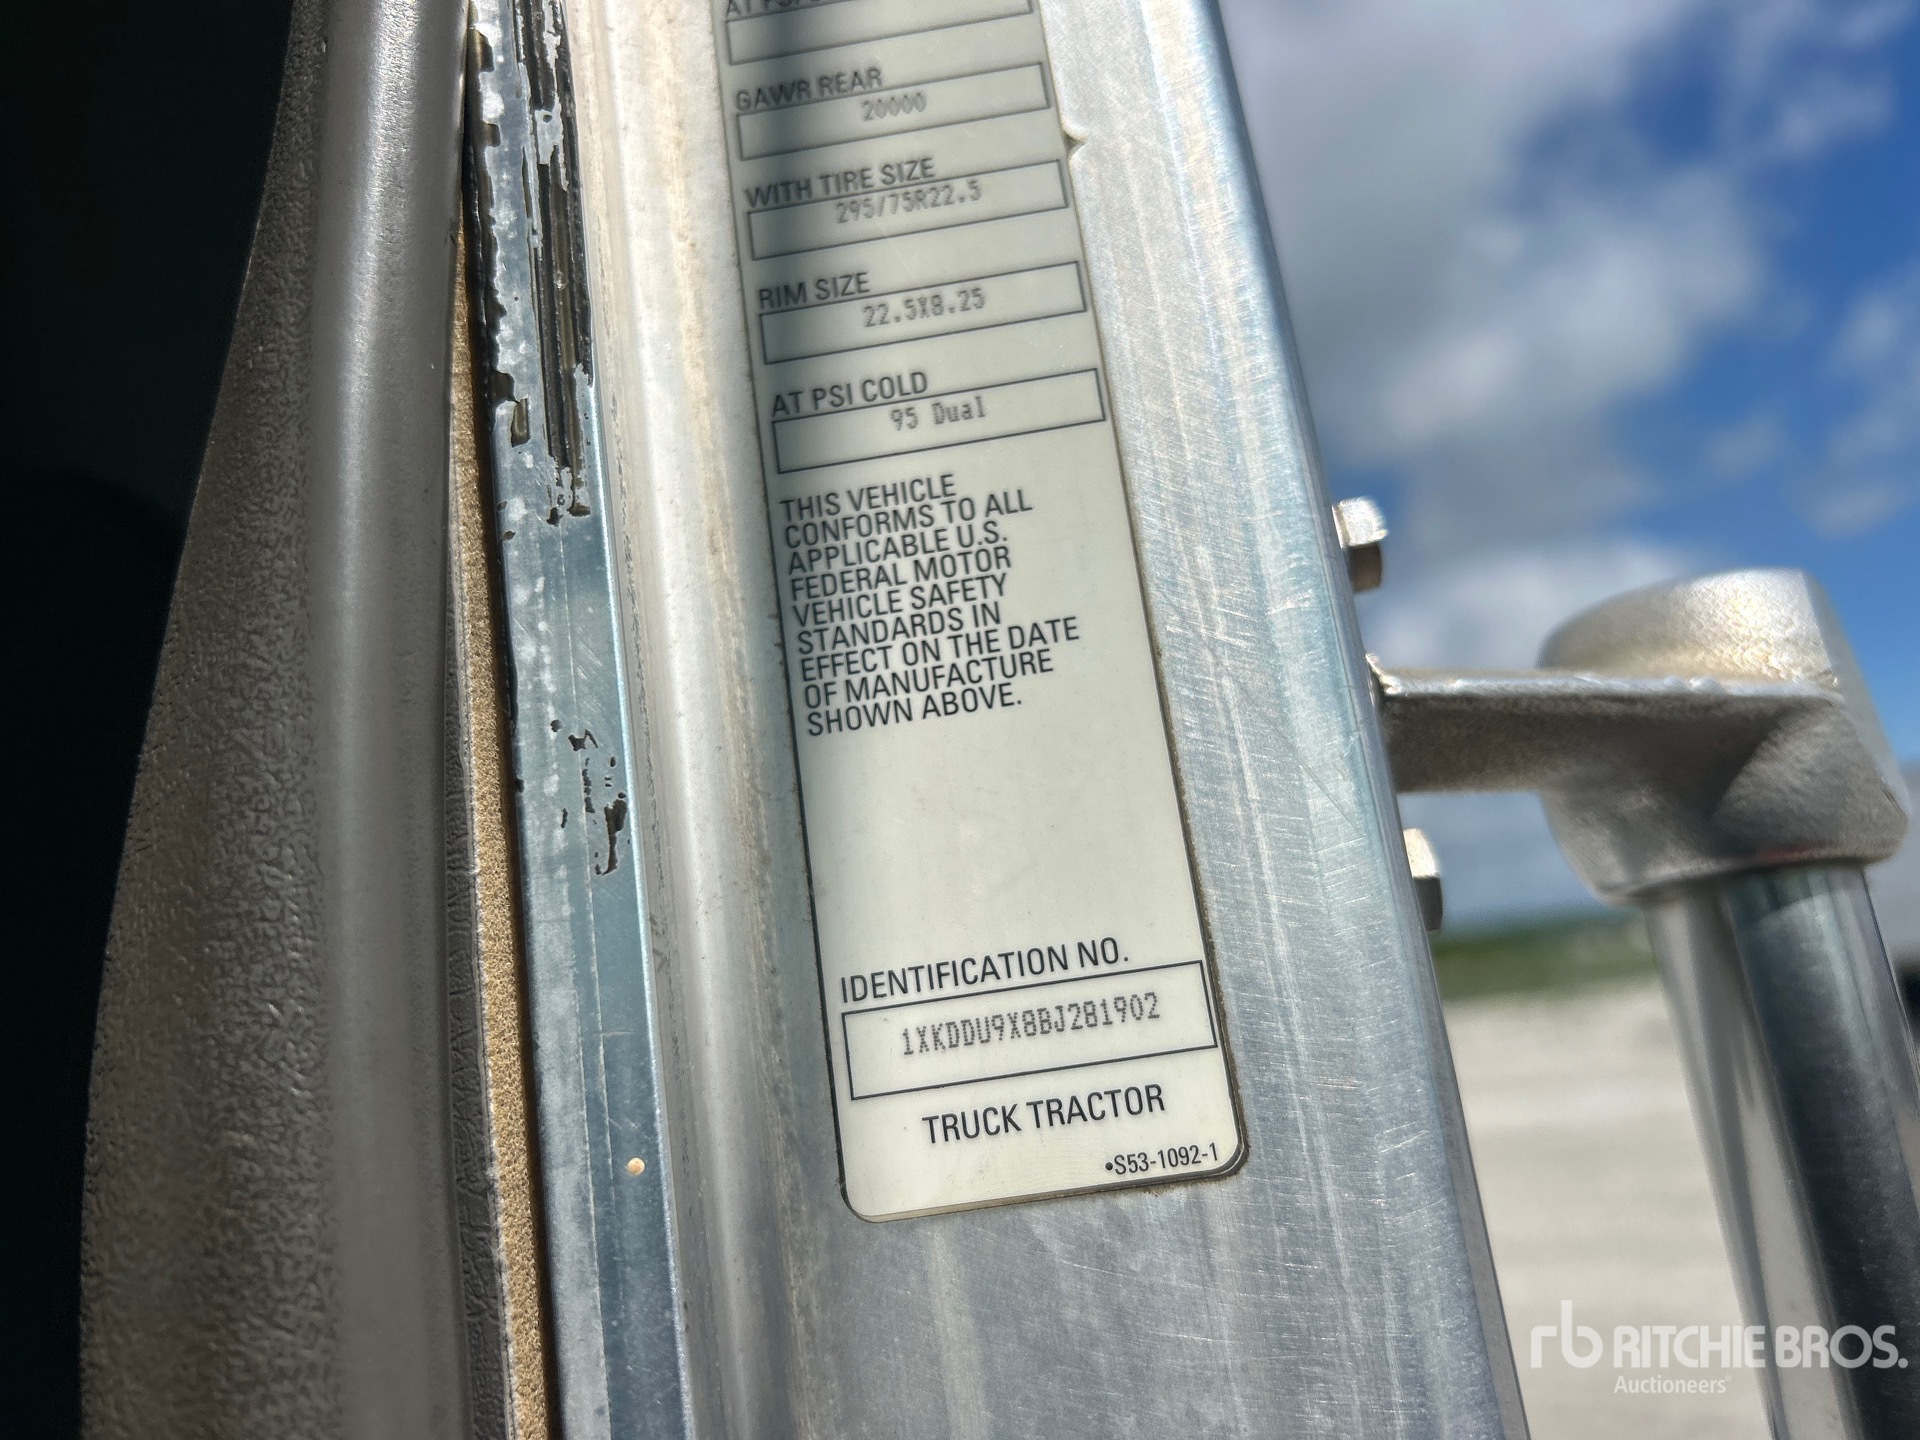 GAWR REAR
20000
WITH TIRE SIZE
295/75R22.5
RIM SIZE
22.5X8.25
AT PSI COLD
95 Dual
THIS VEHICLE
CONFORMS TO ALL
APPLICABLE U.S.
FEDERAL MOTOR
VEHICLE SAFETY
STANDARDS IN
EFFECT ON THE DATE
OF MANUFACTURE
SHOWN ABOVE.
IDENTIFICATION NO.
1XKDDU9X8BJ281902
TRUCK TRACTOR
•S53-1092-1
rb RITCHIE BROS.
Auctioneers